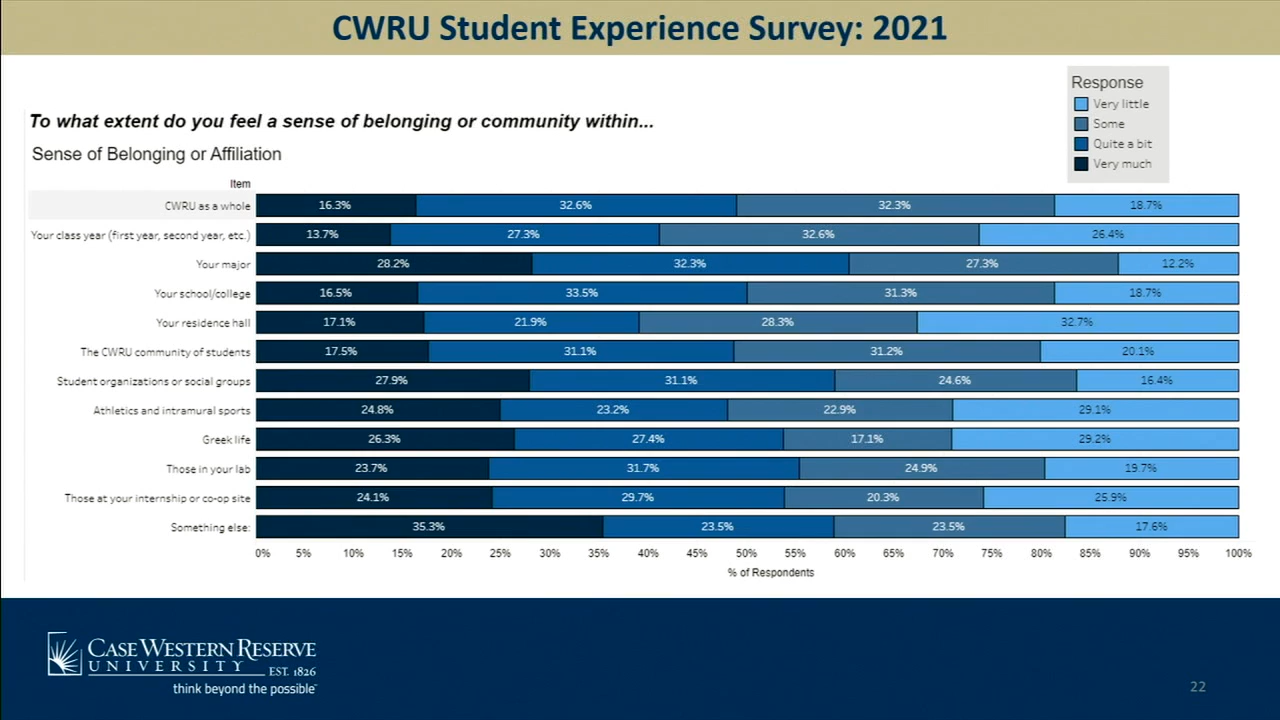 CWRU Student Experience Survey: 2021
Response
Very little
Some
Quite a bit
Very much
To what extent do you feel a sense of belonging or community within...
Sense of Belonging or Affiliation
Item
CWRU as a whole 16.3% 32.6% 32.3% 18.7%
Your class year (first year, second year, etc.) 13.7% 27.3% 32.6% 26.4%
Your major 28.2% 32.3% 27.3% 12.2%
Your school/college 16.5% 33.5% 31.3% 18.7%
Your residence hall 17.1% 21.9% 28.3% 32.7%
The CWRU community of students 17.5% 31.1% 31.2% 20.1%
Student organizations or social groups 27.9% 31.1% 24.6% 16.4%
Athletics and intramural sports 24.8% 23.2% 22.9% 29.1%
Greek life 26.3% 27.4% 17.1% 29.2%
Those in your lab 23.7% 31.7% 24.9% 19.7%
Those at your internship or co-op site 24.1% 29.7% 20.3% 25.9%
Something else: 35.3% 23.5% 23.5% 17.6%
0% 5% 10% 15% 20% 25% 30% 35% 40% 45% 50% 55% 60% 65% 70% 75% 80% 85% 90% 95% 100%
% of Respondents
CASE WESTERN RESERVE
UNIVERSITY EST. 1826
think beyond the possible™
22